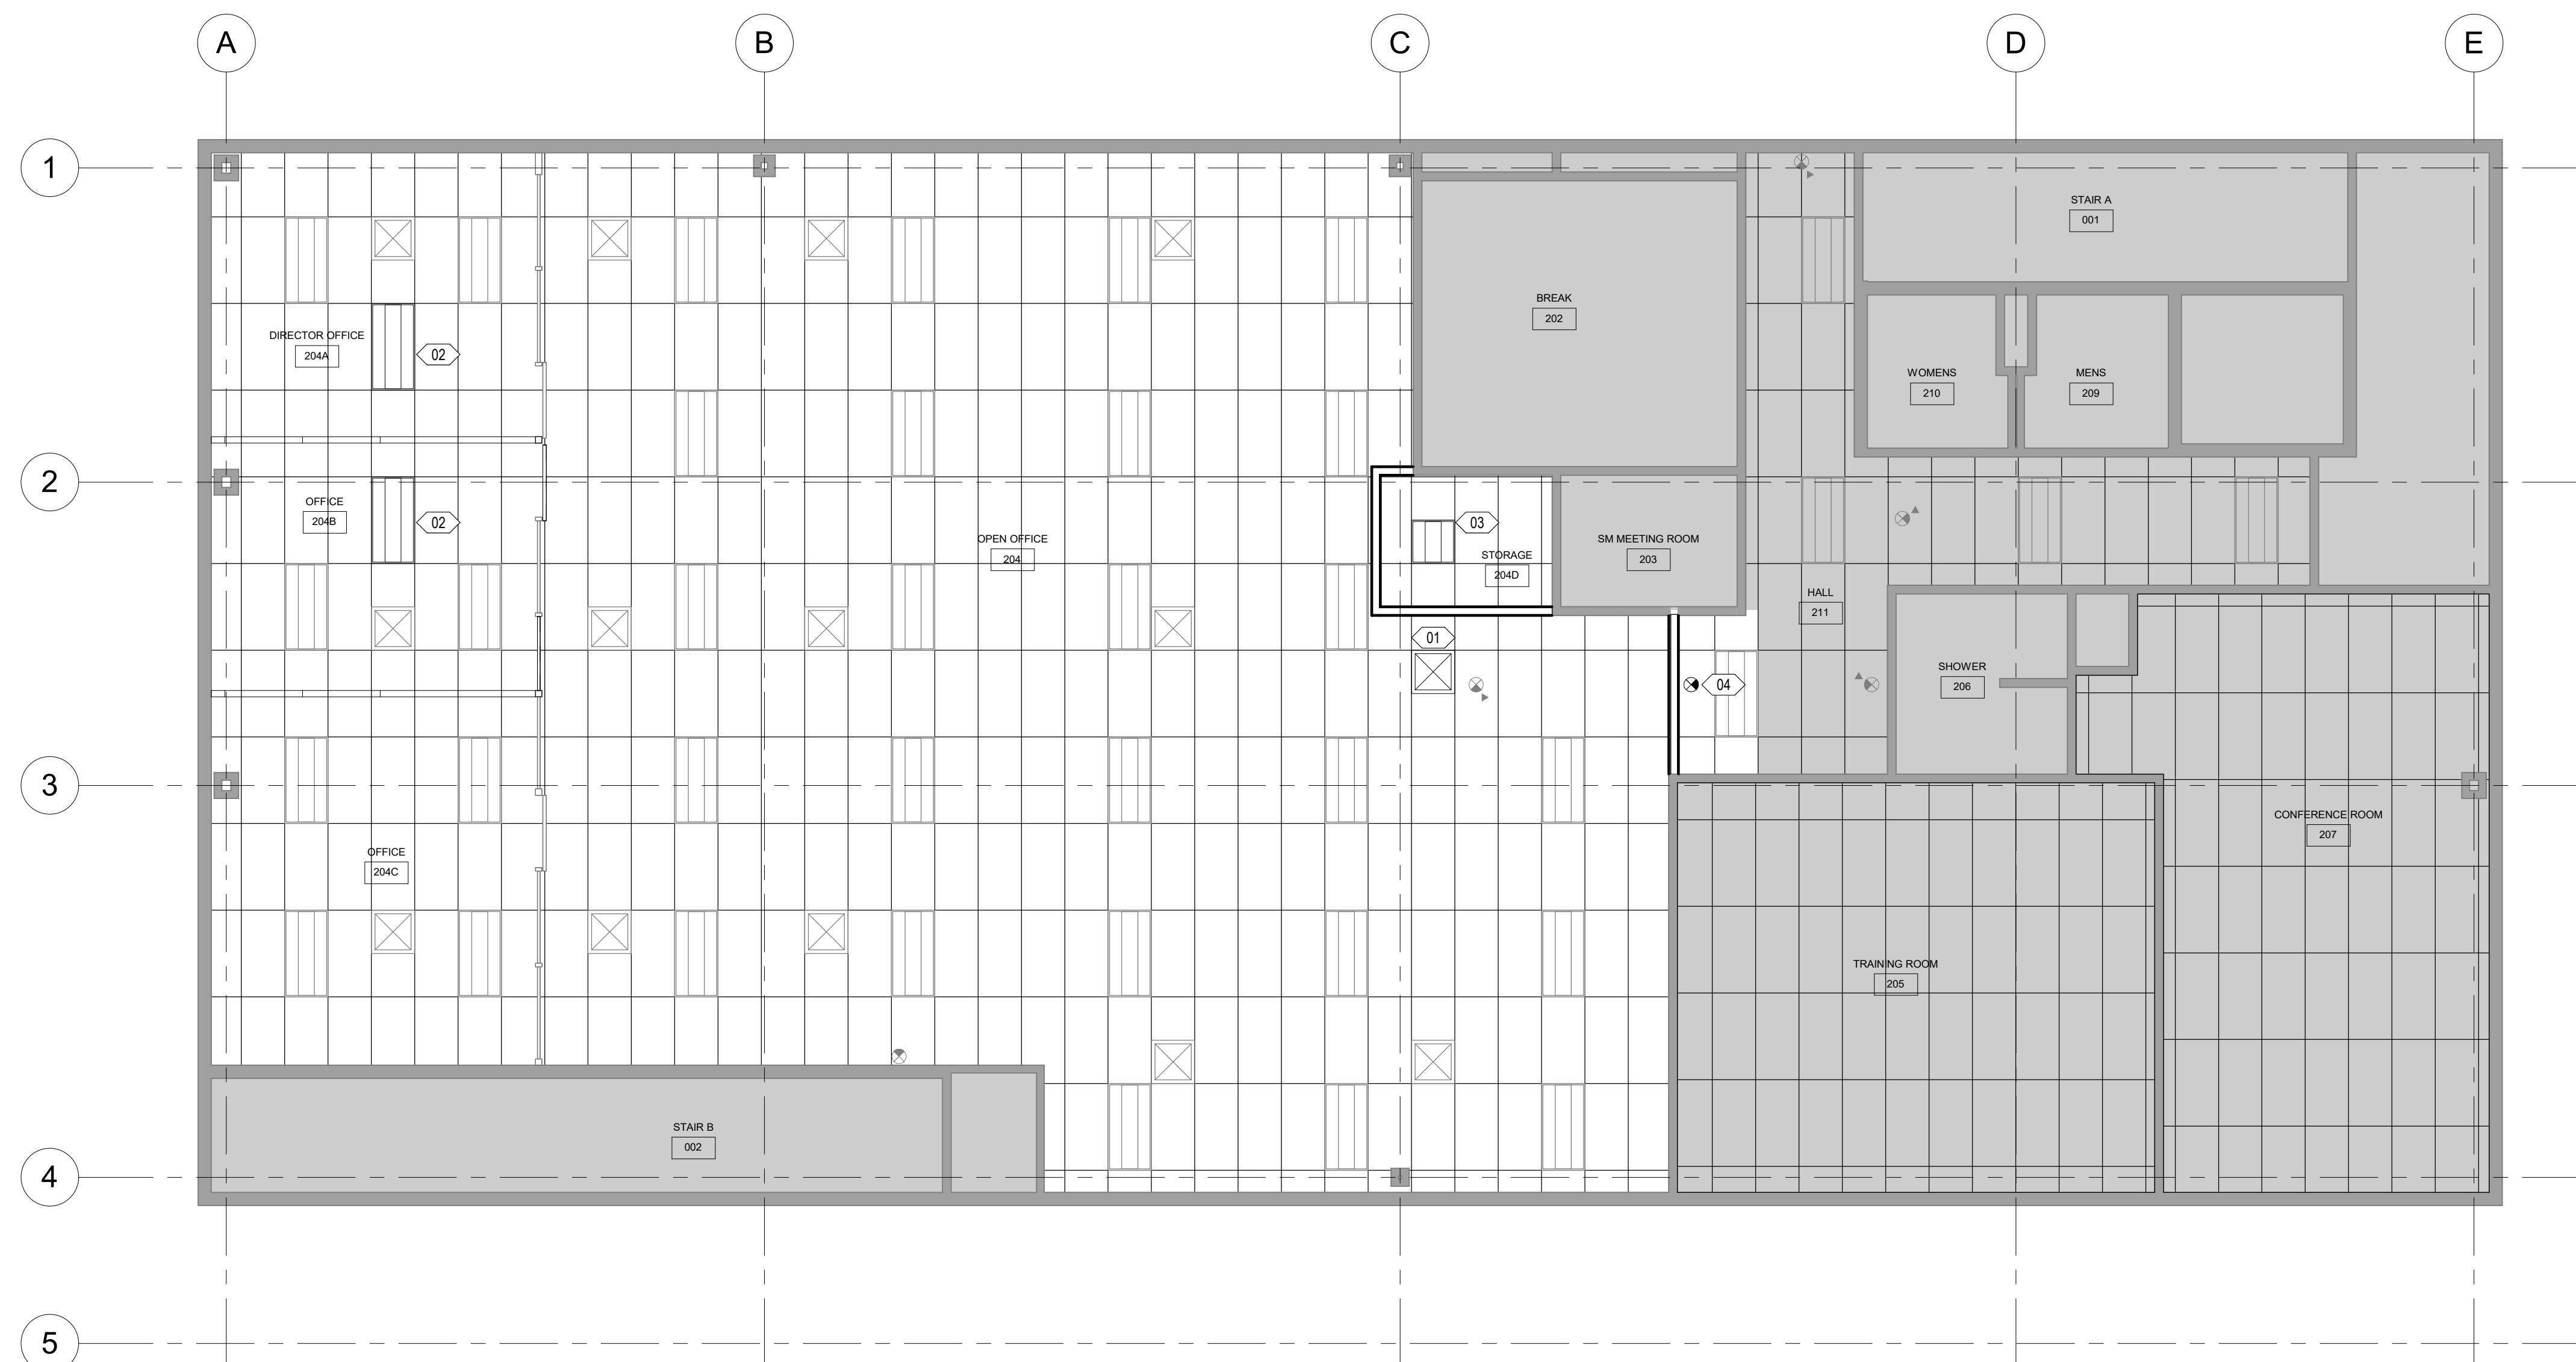 A
B
C
D
E
1
STAIR A
001
BREAK
202
DIRECTOR OFFICE
204A
02
WOMENS
210
MENS
209
2
OFFICE
204B
02
03
OPEN OFFICE
204
STORAGE
204D
SM MEETING ROOM
203
HALL
211
01
04
SHOWER
206
3
CONFERENCE ROOM
207
OFFICE
204C
TRAINING ROOM
205
STAIR B
002
4
5